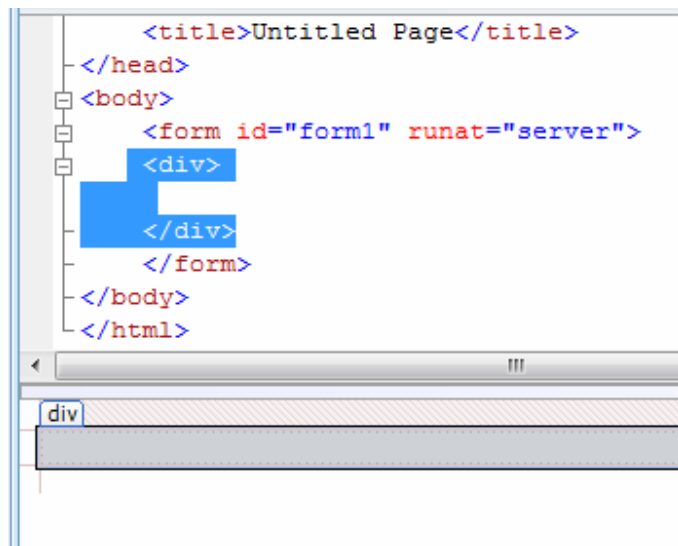 <title>Untitled Page</title>
</head>
<body>
<form id="form1" runat="server">
<div>
</div>
</form>
</body>
</html>
div